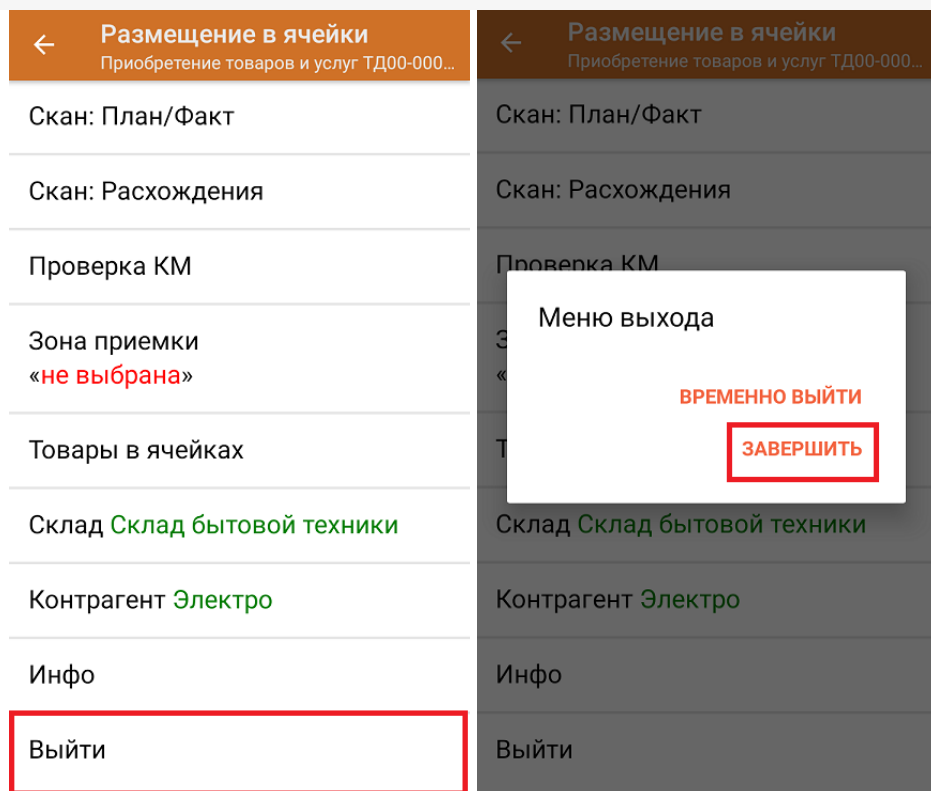 Размещение в ячейки
Приобретение товаров и услуг ТД00-000...
Скан: План/Факт
Скан: Расхождения
Проверка КМ
Зона приемки
«не выбрана»
Товары в ячейках
Склад Склад бытовой техники
Контрагент Электро
Инфо
Выйти
Размещение в ячейки
Приобретение товаров и услуг ТД00-000...
Скан: План/Факт
Скан: Расхождения
Проверка КМ
Меню выхода
ВРЕМЕННО ВЫЙТИ
ЗАВЕРШИТЬ
Склад Склад бытовой техники
Контрагент Электро
Инфо
Выйти